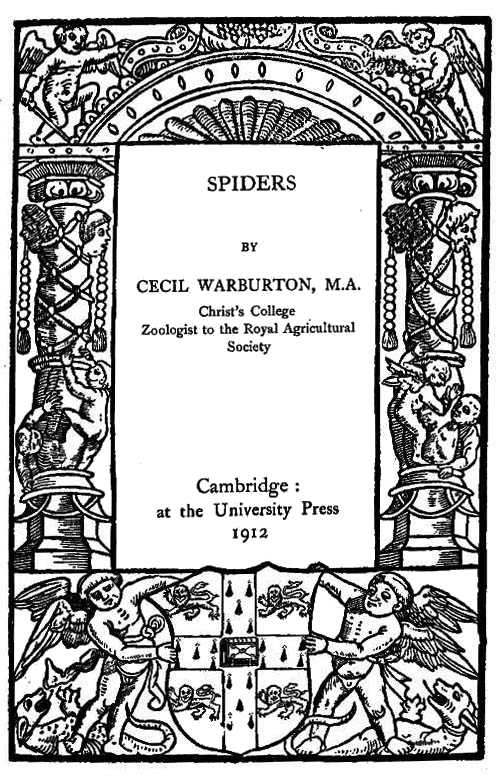 SPIDERS
BY
CECIL WARBURTON, M.A.
Christ's College
Zoologist to the Royal Agricultural
Society
Cambridge :
at the University Press
1912